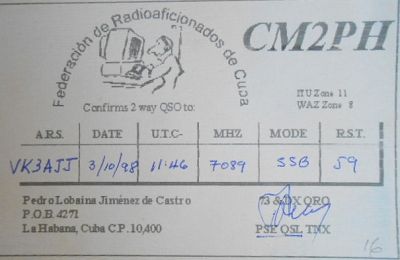 Federación de Radioaficionados de Cuba
CM2PH
ITU Zone 11
WAZ Zone 8
Confirms 2 way QSO to:
A.R.S. DATE U.T.C- MHZ MODE R.S.T.
VK3AJJ 3/10/98 11:46 7089 SSB 59
Pedro Lobaina Jiménez de Castro
P.O.B. 4271
La Habana, Cuba C.P. 10,400
73 & DX QRO
PSE QSL TNX
16